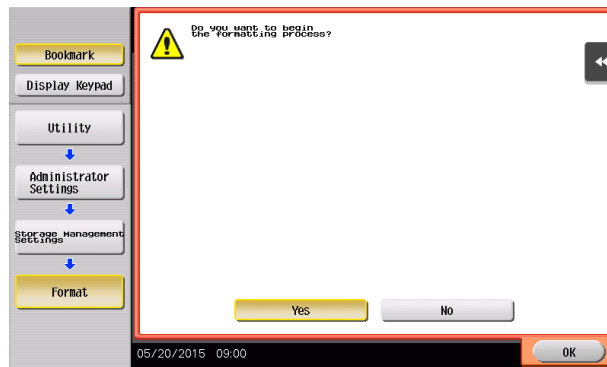 Do you want to begin
the formatting process?
Bookmark
Display Keypad
Utility
Administrator
Settings
Storage Management
Settings
Format
Yes
No
05/20/2015 09:00
OK